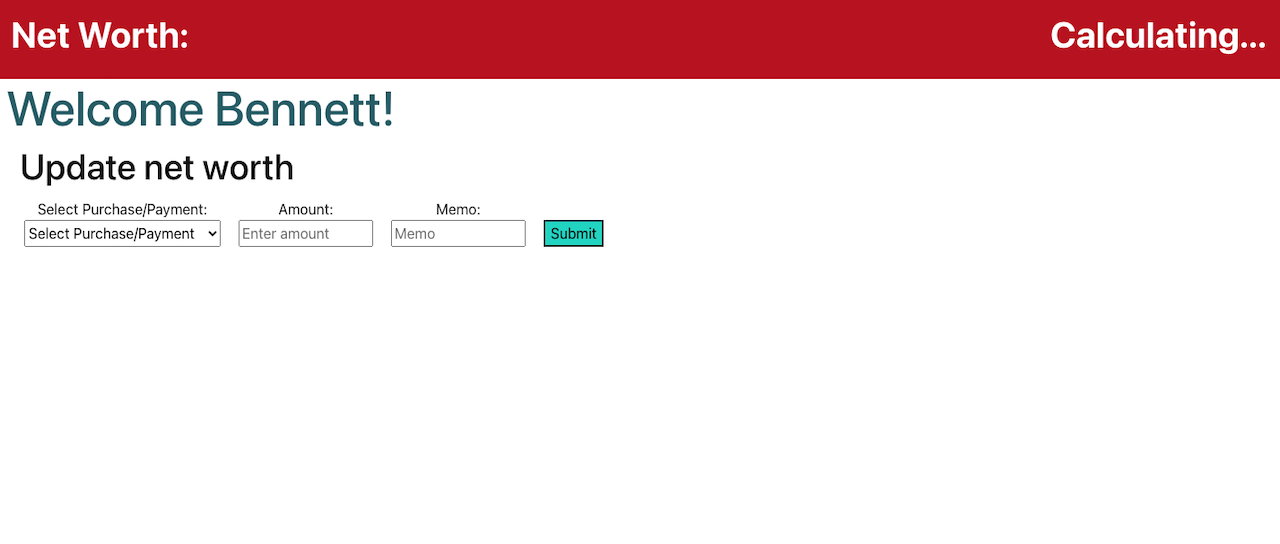 Net Worth: Calculating...
Welcome Bennett!
Update net worth
Select Purchase/Payment: Amount: Memo:
Select Purchase/Payment Enter amount Memo Submit